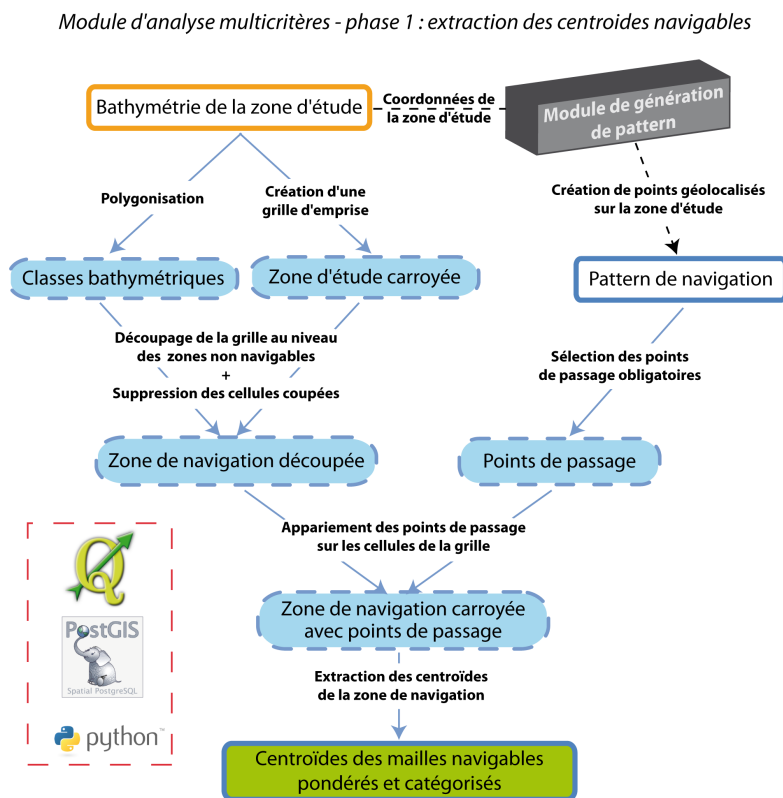 Module d'analyse multicritères - phase 1 : extraction des centroides navigables
Bathymétrie de la zone d'étude
Coordonnées de
la zone d'étude
Module de génération
de pattern
Polygonisation
Création d'une
grille d'emprise
Création de points géolocalisés
sur la zone d'étude
Classes bathymétriques
Zone d'étude carroyée
Pattern de navigation
Découpage de la grille au niveau
des zones non navigables
+
Suppression des cellules coupées
Sélection des points
de passage obligatoires
Zone de navigation découpée
Points de passage
Appariement des points de passage
sur les cellules de la grille
Zone de navigation carroyée
avec points de passage
PostGIS
Spatial PostgreSQL
Extraction des centroïdes
de la zone de navigation
python™
Centroïdes des mailles navigables
pondérés et catégorisés